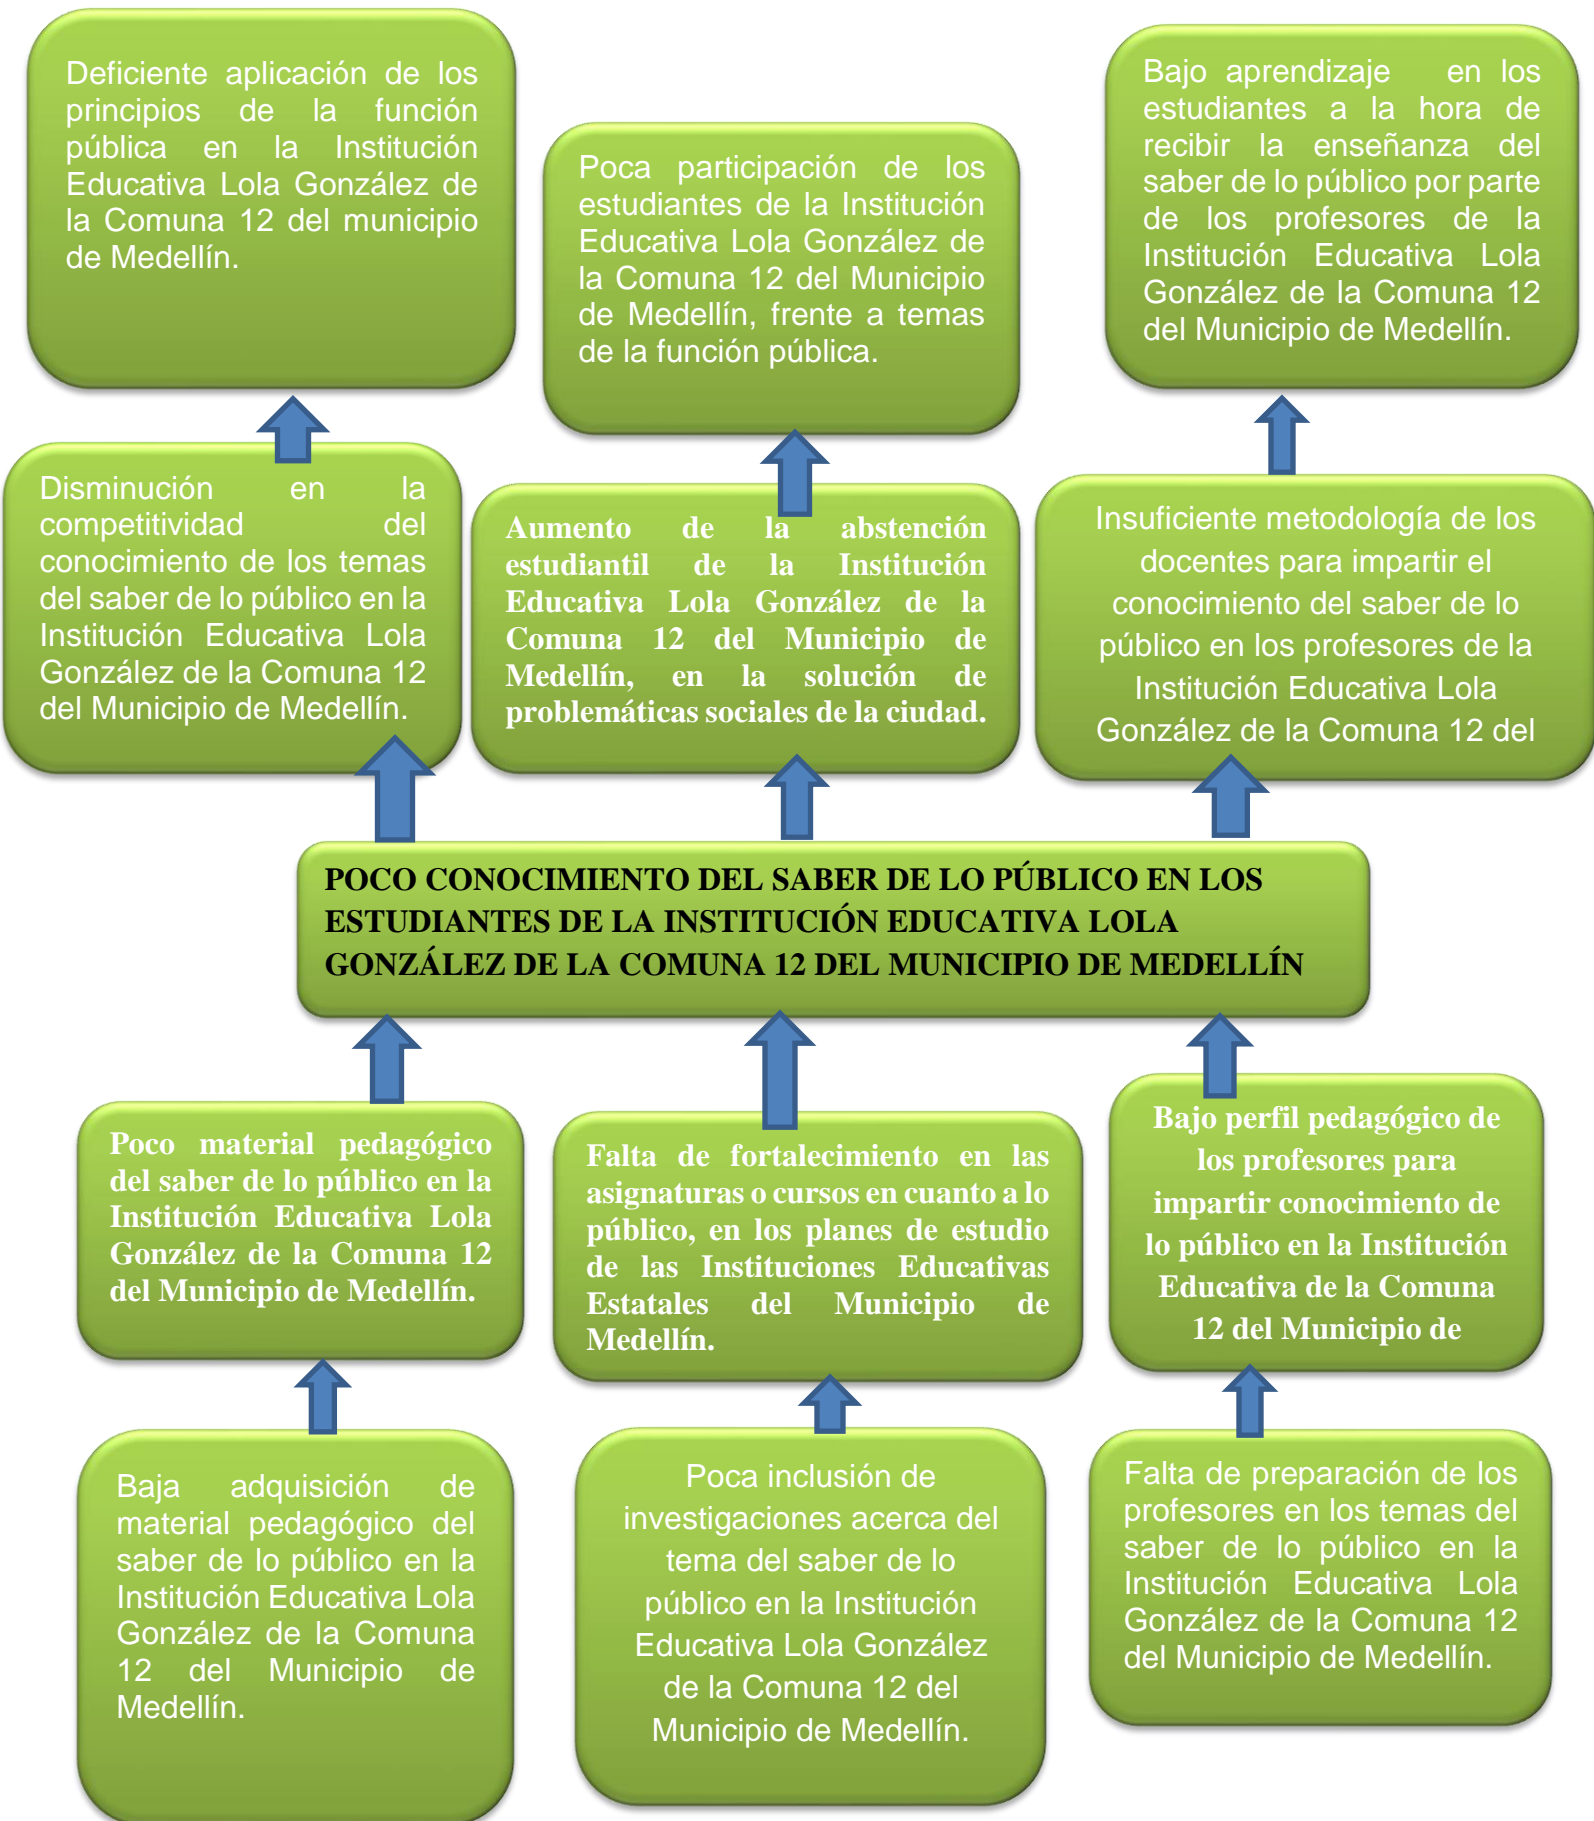 Deficiente aplicación de los
principios de la función
pública en la Institución
Educativa Lola González de
la Comuna 12 del municipio
de Medellín.
Poca participación de los
estudiantes de la Institución
Educativa Lola González de
la Comuna 12 del Municipio
de Medellín, frente a temas
de la función pública.
Bajo aprendizaje en los
estudiantes a la hora de
recibir la enseñanza del
saber de lo público por parte
de los profesores de la
Institución Educativa Lola
González de la Comuna 12
del Municipio de Medellín.
Disminución en la
competitividad del
conocimiento de los temas
del saber de lo público en la
Institución Educativa Lola
González de la Comuna 12
del Municipio de Medellín.
Aumento de la abstención
estudiantil de la Institución
Educativa Lola González de la
Comuna 12 del Municipio de
Medellín, en la solución de
problemáticas sociales de la ciudad.
Insuficiente metodología de los
docentes para impartir el
conocimiento del saber de lo
público en los profesores de la
Institución Educativa Lola
González de la Comuna 12 del
POCO CONOCIMIENTO DEL SABER DE LO PÚBLICO EN LOS
ESTUDIANTES DE LA INSTITUCIÓN EDUCATIVA LOLA
GONZÁLEZ DE LA COMUNA 12 DEL MUNICIPIO DE MEDELLÍN
Poco material pedagógico
del saber de lo público en la
Institución Educativa Lola
González de la Comuna 12
del Municipio de Medellín.
Falta de fortalecimiento en las
asignaturas o cursos en cuanto a lo
público, en los planes de estudio
de las Instituciones Educativas
Estatales del Municipio de
Medellín.
Bajo perfil pedagógico de
los profesores para
impartir conocimiento de
lo público en la Institución
Educativa de la Comuna
12 del Municipio de
Baja adquisición de
material pedagógico del
saber de lo público en la
Institución Educativa Lola
González de la Comuna
12 del Municipio de
Medellín.
Poca inclusión de
investigaciones acerca del
tema del saber de lo
público en la Institución
Educativa Lola González
de la Comuna 12 del
Municipio de Medellín.
Falta de preparación de los
profesores en los temas del
saber de lo público en la
Institución Educativa Lola
González de la Comuna 12
del Municipio de Medellín.